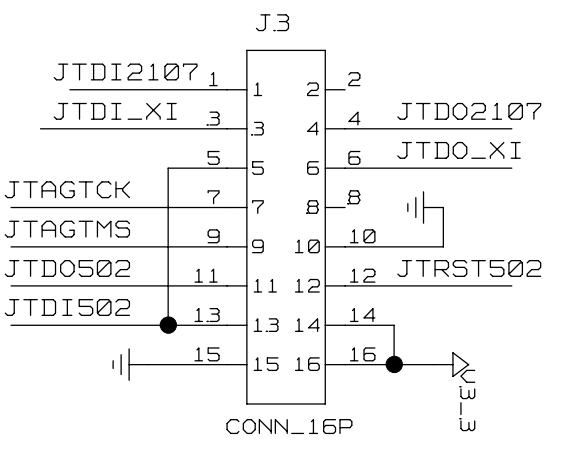 J3
JTDI2107 1 1 2 2
JTDI_XI 3 3 4 4 JTDO2107
5 5 6 6 JTDO_XI
JTAGTCK 7 7 8 8
JTAGTMS 9 9 10 10
JTDO502 11 11 12 12 JTRST502
JTDI502 13 13 14 14
15 15 16 16
V3_3
CONN_16P